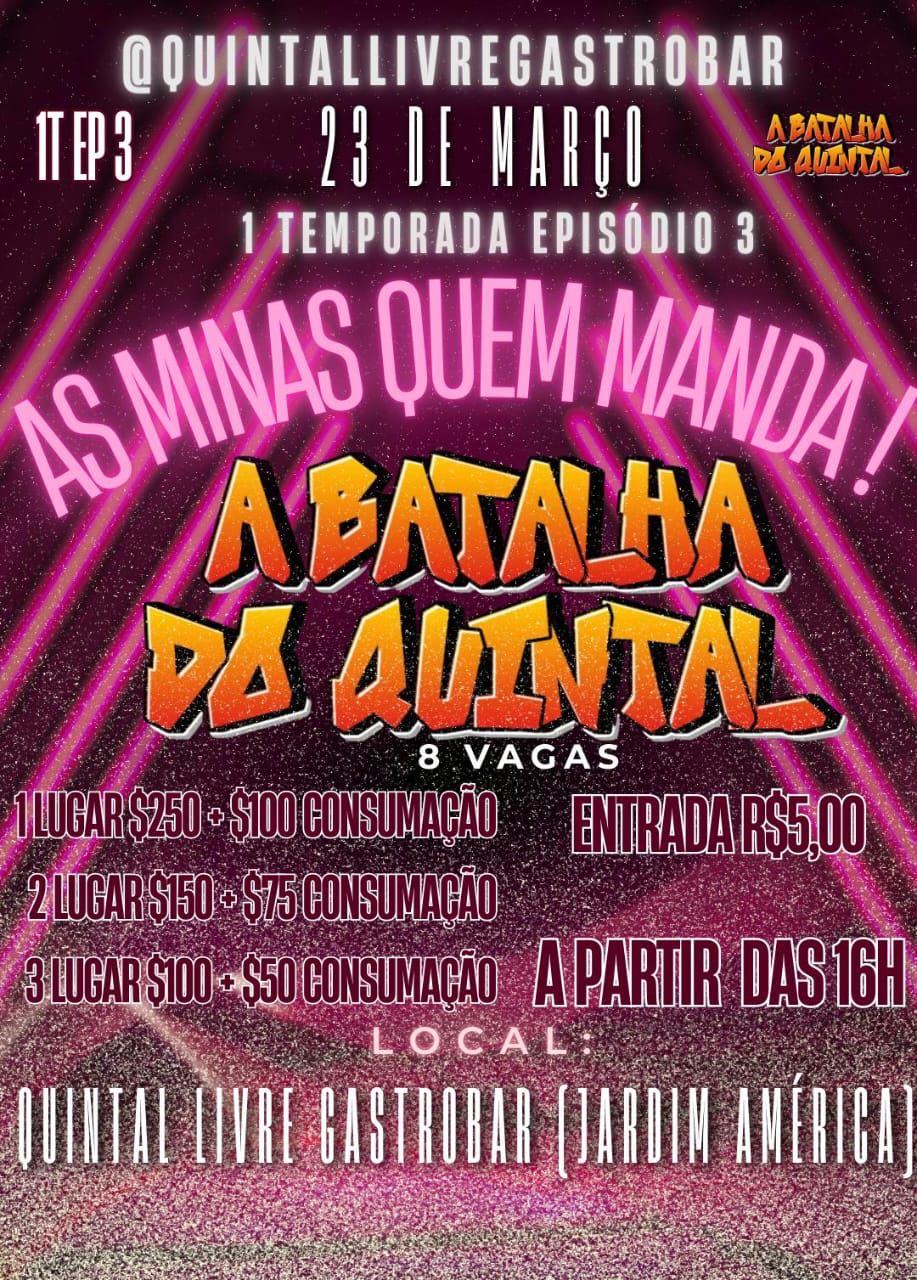 @QUINTALLIVREGASTROBAR
1T EP 3
23 DE MARÇO
A BATALHA
DO QUINTAL
1 TEMPORADA EPISÓDIO 3
AS MINAS QUEM MANDA !
A BATALHA
DO QUINTAL
8 VAGAS
1 LUGAR $250 + $100 CONSUMAÇÃO
ENTRADA R$5,00
2 LUGAR $150 + $75 CONSUMAÇÃO
3 LUGAR $100 + $50 CONSUMAÇÃO
A PARTIR DAS 16H
LOCAL:
QUINTAL LIVRE GASTROBAR (JARDIM AMÉRICA)